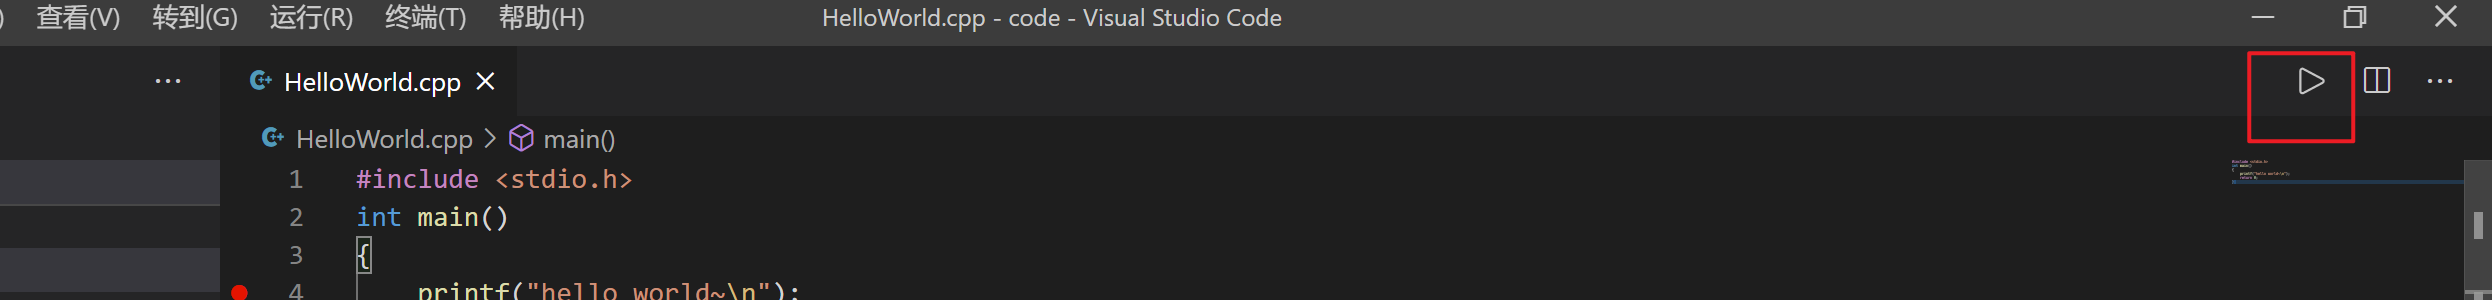 ) 查看(V) 转到(G) 运行(R) 终端(T) 帮助(H) HelloWorld.cpp - code - Visual Studio Code
HelloWorld.cpp
HelloWorld.cpp > main()
1 #include <stdio.h>
2 int main()
3 {
4 printf("hello world~\n");